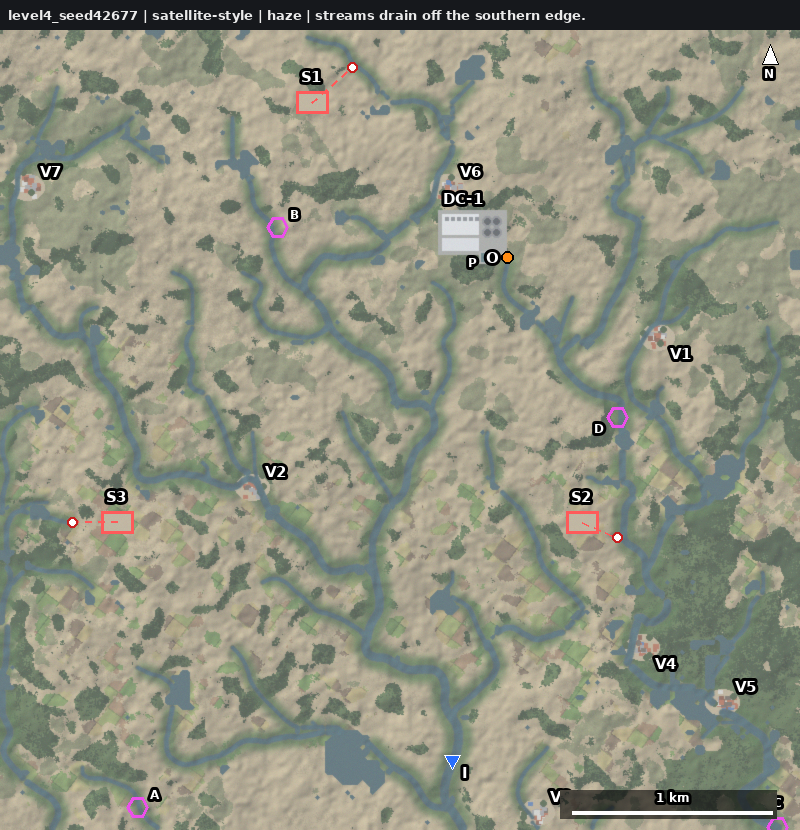 level4_seed42677 | satellite-style | haze | streams drain off the southern edge.
N
S1
V7
V6
DC-1
B
P
O
V1
D
V2
S3
S2
V4
V5
I
A
1 km